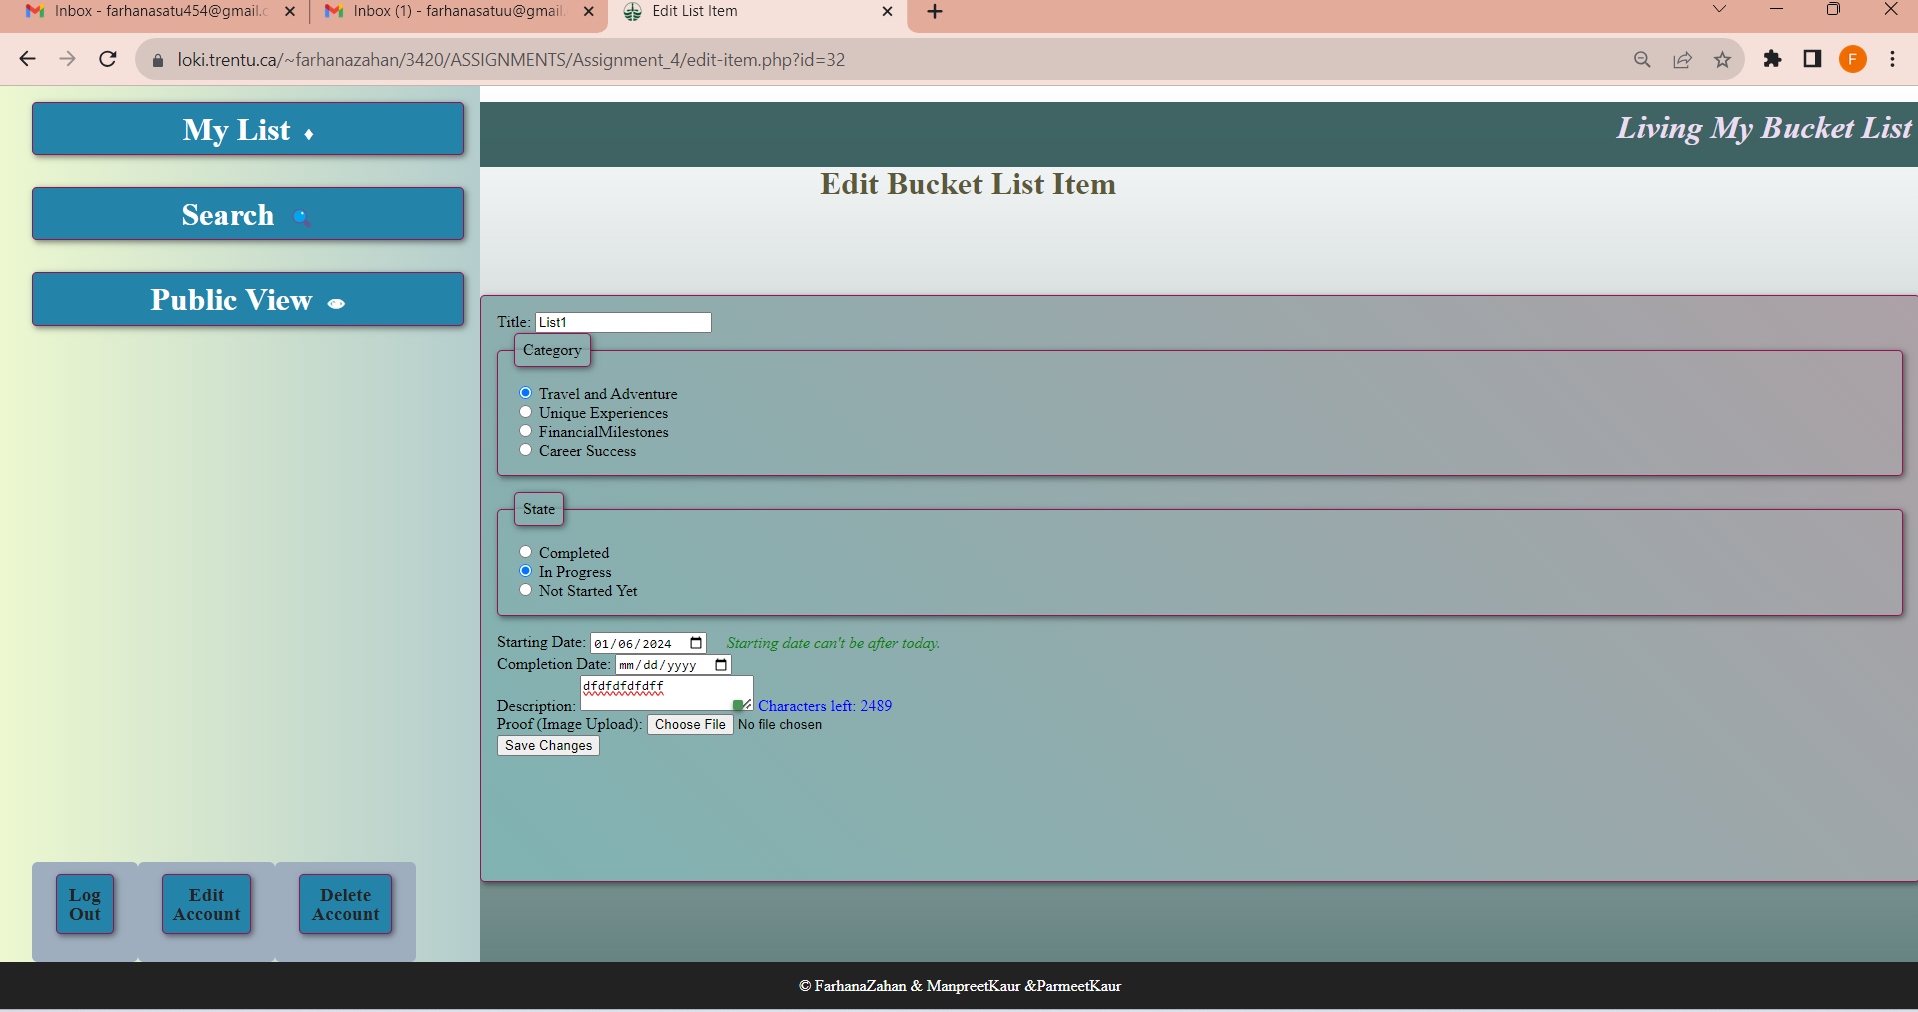 Inbox - farhanasatu454@gmail.c
Inbox (1) - farhanasatuu@gmail.
Edit List Item
loki.trentu.ca/~farhanazahan/3420/ASSIGNMENTS/Assignment_4/edit-item.php?id=32
F
My List
Search
Public View
Living My Bucket List
Edit Bucket List Item
Title: List1
Category
Travel and Adventure
Unique Experiences
FinancialMilestones
Career Success
State
Completed
In Progress
Not Started Yet
Starting Date: 01/06/2024 Starting date can't be after today.
Completion Date: mm/dd/yyyy
Description: dfdfdfdfdff Characters left: 2489
Proof (Image Upload): Choose File No file chosen
Save Changes
Log
Out
Edit
Account
Delete
Account
© FarhanaZahan & ManpreetKaur &ParmeetKaur